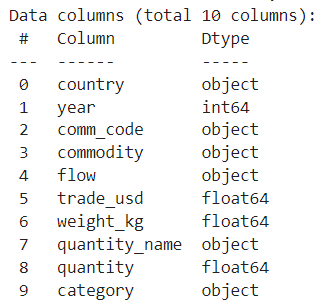 Data columns (total 10 columns):
 #   Column         Dtype
---  ------         -----
 0   country        object
 1   year           int64
 2   comm_code      object
 3   commodity      object
 4   flow           object
 5   trade_usd      float64
 6   weight_kg      float64
 7   quantity_name  object
 8   quantity       float64
 9   category       object